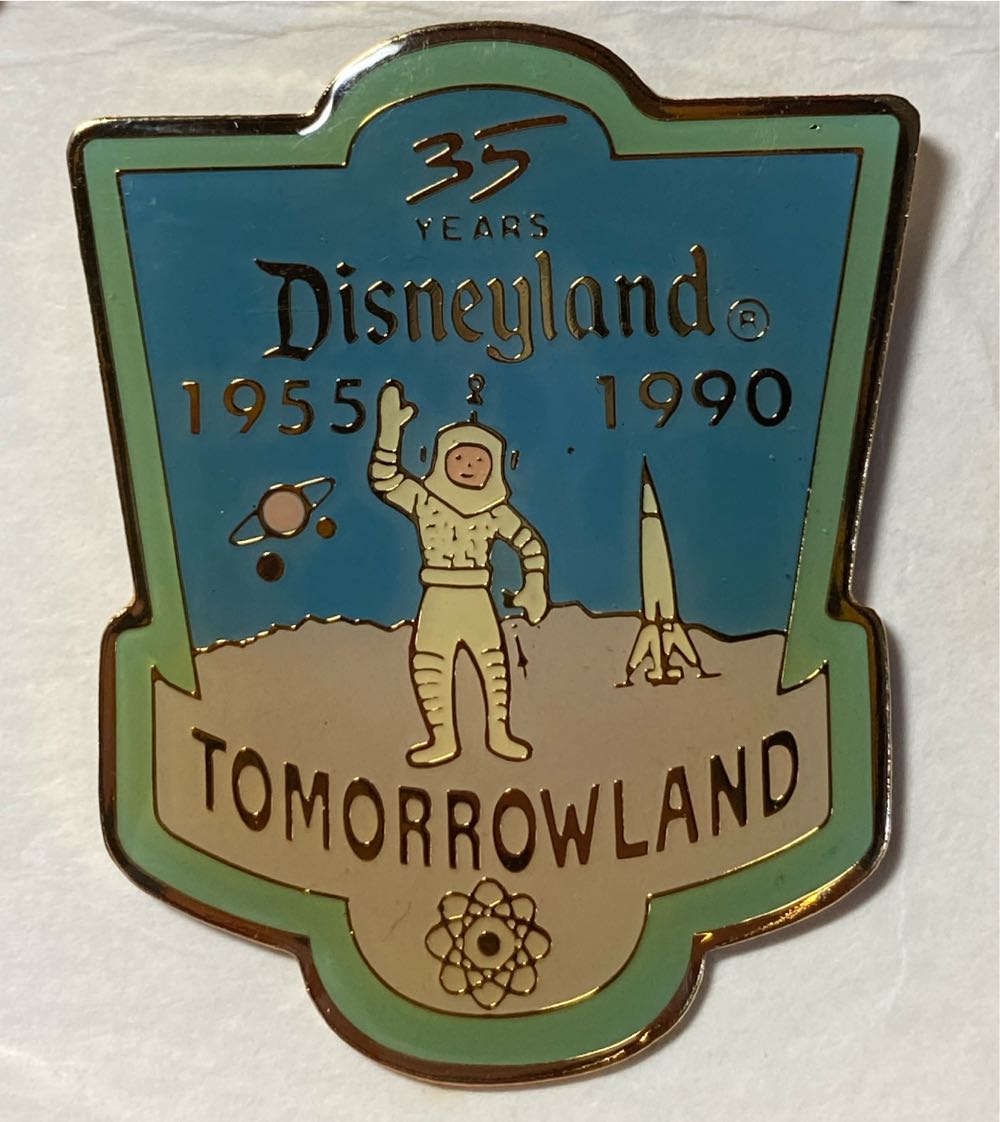 35
YEARS
Disneyland®
1955 1990
TOMORROWLAND